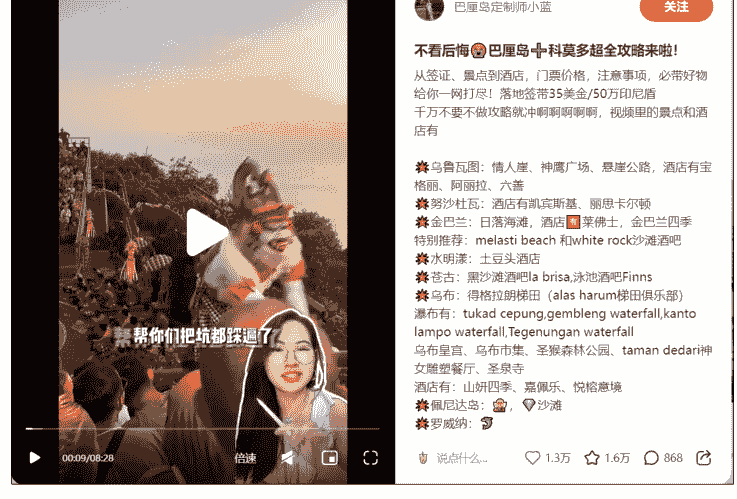 巴厘岛定制师小蓝
关注
不看后悔😱巴厘岛➕科莫多超全攻略来啦！
从签证、景点到酒店，门票价格，注意事项，必带好物
给你一网打尽！落地签带35美金/50万印尼盾
千万不要不做攻略就冲啊啊啊啊啊，视频里的景点和酒
店有
💥乌鲁瓦图：情人崖、神鹰广场、悬崖公路，酒店有宝
格丽、阿丽拉、六善
💥努沙杜瓦：酒店有凯宾斯基、丽思卡尔顿
💥金巴兰：日落海滩，酒店🈶莱佛士，金巴兰四季
特别推荐：melasti beach 和white rock沙滩酒吧
💥水明漾：土豆头酒店
💥苍古：黑沙滩酒吧la brisa,泳池酒吧Finns
💥乌布：得格拉朗梯田（alas harum梯田俱乐部）
瀑布有：tukad cepung,gembleng waterfall,kanto
lampo waterfall,Tegenungan waterfall
乌布皇宫、乌布市集、圣猴森林公园、taman dedari神
女雕塑餐厅、圣泉寺
酒店有：山妍四季、嘉佩乐、悦榕意境
💥佩尼达岛：，💎沙滩
💥罗威纳：
帮你们把坑都踩遍了
00:09/08:28
倍速
说点什么...
1.3万
1.6万
868